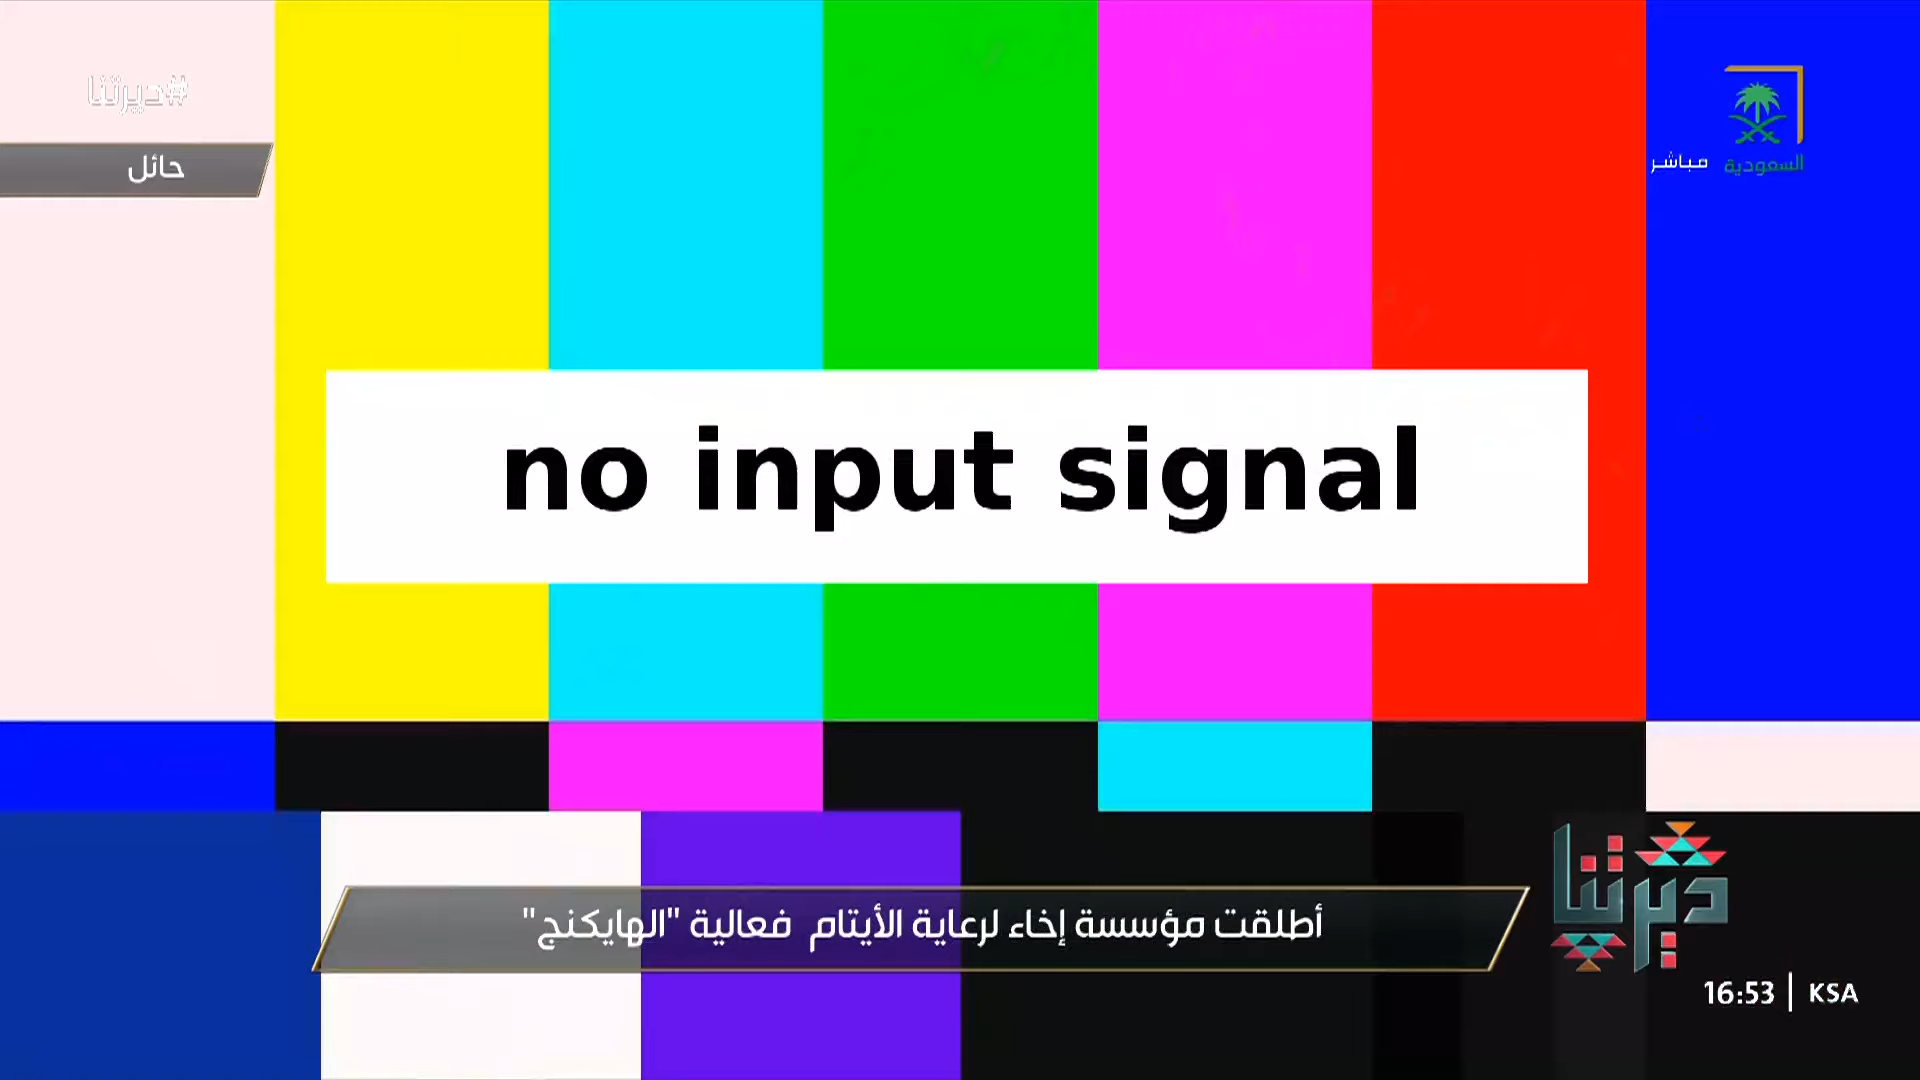 #ديرتنا
حائل
السعودية
مباشر
no input signal
أطلقت مؤسسة إخاء لرعاية الأيتام فعالية "الهايكنج"
ديرتنا
16:53 | KSA